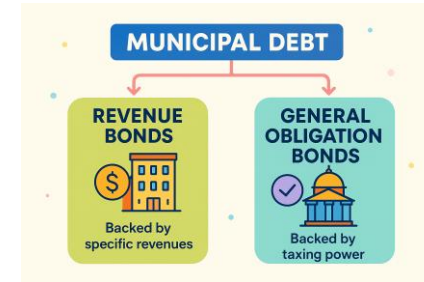 MUNICIPAL DEBT
REVENUE
BONDS
$
Backed by
specific revenues
GENERAL
OBLIGATION
BONDS
Backed by
taxing power